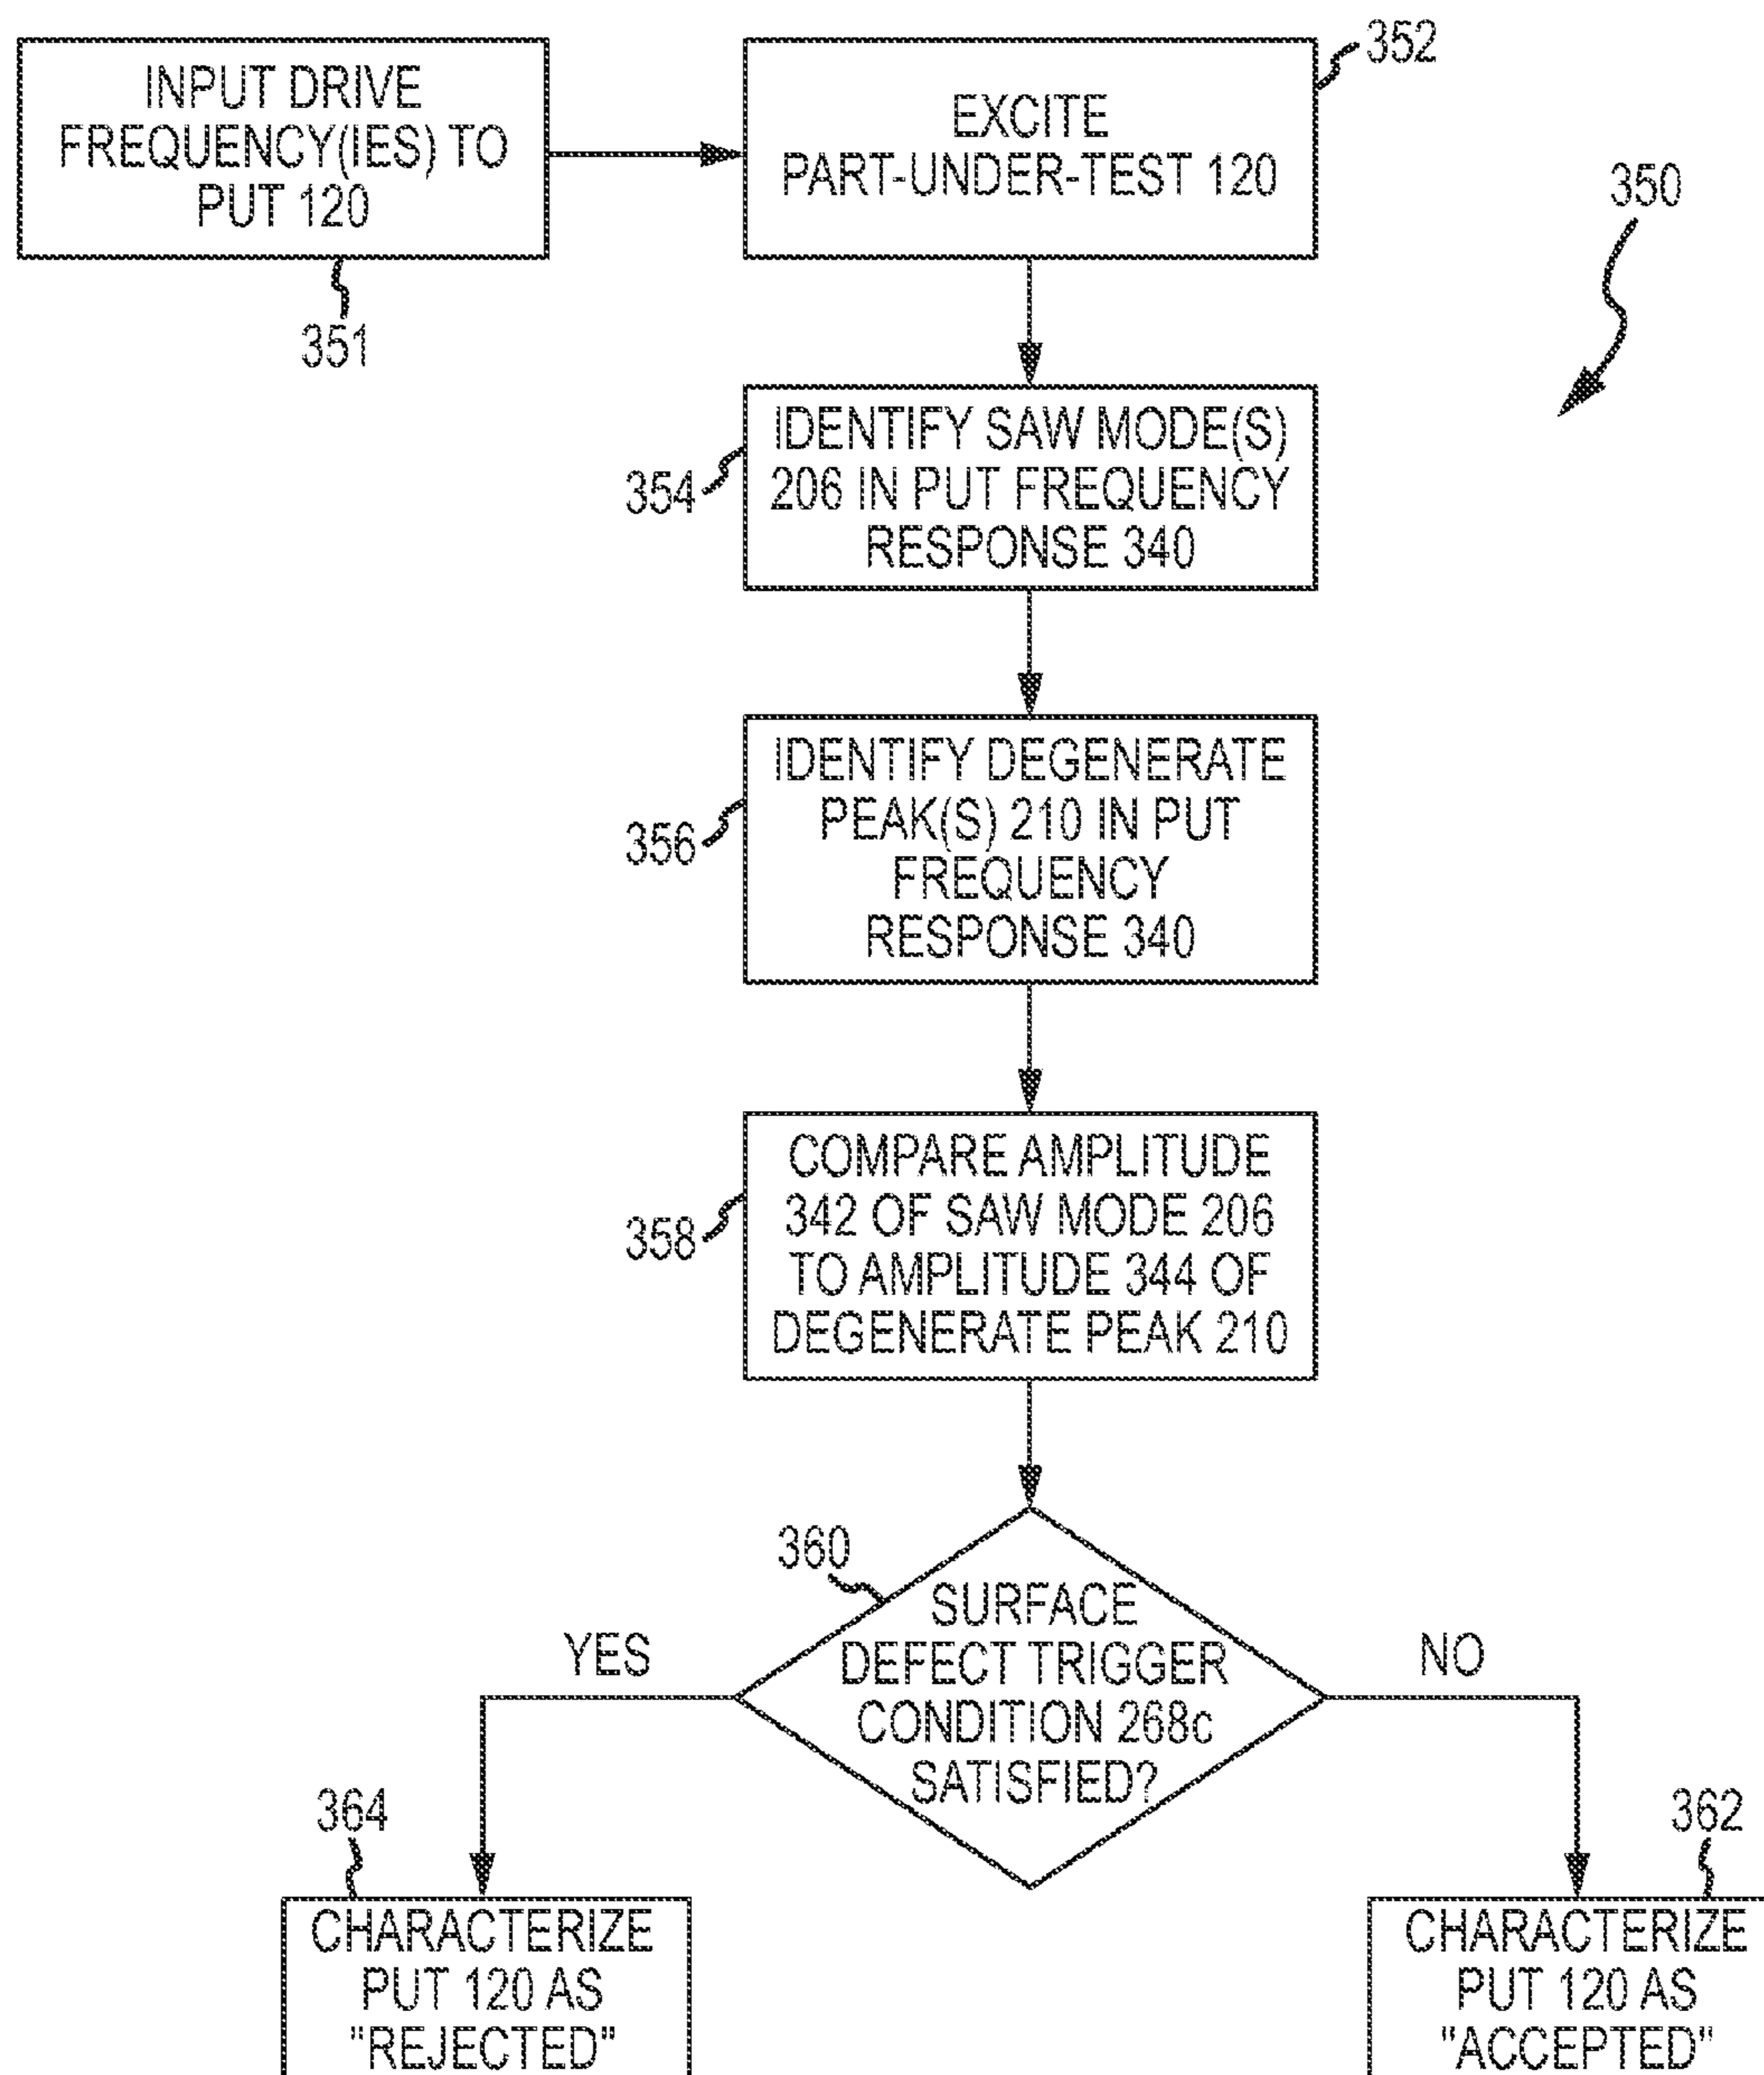 INPUT DRIVE
FREQUENCY(IES) TO
PUT 120
351
EXCITE
PART-UNDER-TEST 120
352
350
IDENTIFY SAW MODE(S)
206 IN PUT FREQUENCY
RESPONSE 340
354
IDENTIFY DEGENERATE
PEAK(S) 210 IN PUT
FREQUENCY
RESPONSE 340
356
COMPARE AMPLITUDE
342 OF SAW MODE 206
TO AMPLITUDE 344 OF
DEGENERATE PEAK 210
358
360
SURFACE
DEFECT TRIGGER
CONDITION 268c
SATISFIED?
YES
NO
364
CHARACTERIZE
PUT 120 AS
"REJECTED"
362
CHARACTERIZE
PUT 120 AS
"ACCEPTED"